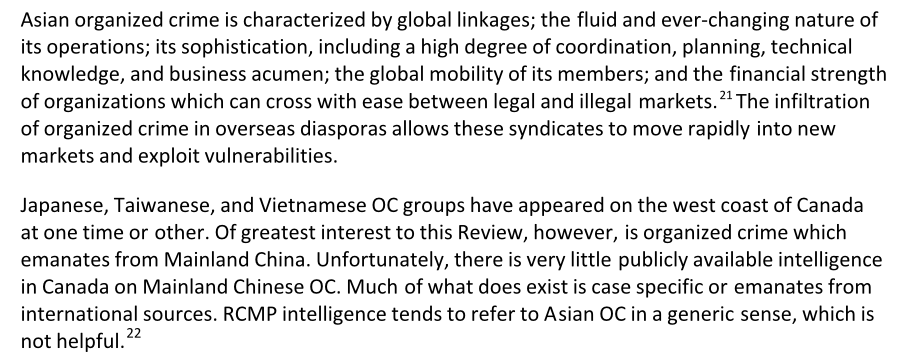 Asian organized crime is characterized by global linkages; the fluid and ever-changing nature of
its operations; its sophistication, including a high degree of coordination, planning, technical
knowledge, and business acumen; the global mobility of its members; and the financial strength
of organizations which can cross with ease between legal and illegal markets.21 The infiltration
of organized crime in overseas diasporas allows these syndicates to move rapidly into new
markets and exploit vulnerabilities.
Japanese, Taiwanese, and Vietnamese OC groups have appeared on the west coast of Canada
at one time or other. Of greatest interest to this Review, however, is organized crime which
emanates from Mainland China. Unfortunately, there is very little publicly available intelligence
in Canada on Mainland Chinese OC. Much of what does exist is case specific or emanates from
international sources. RCMP intelligence tends to refer to Asian OC in a generic sense, which is
not helpful.22